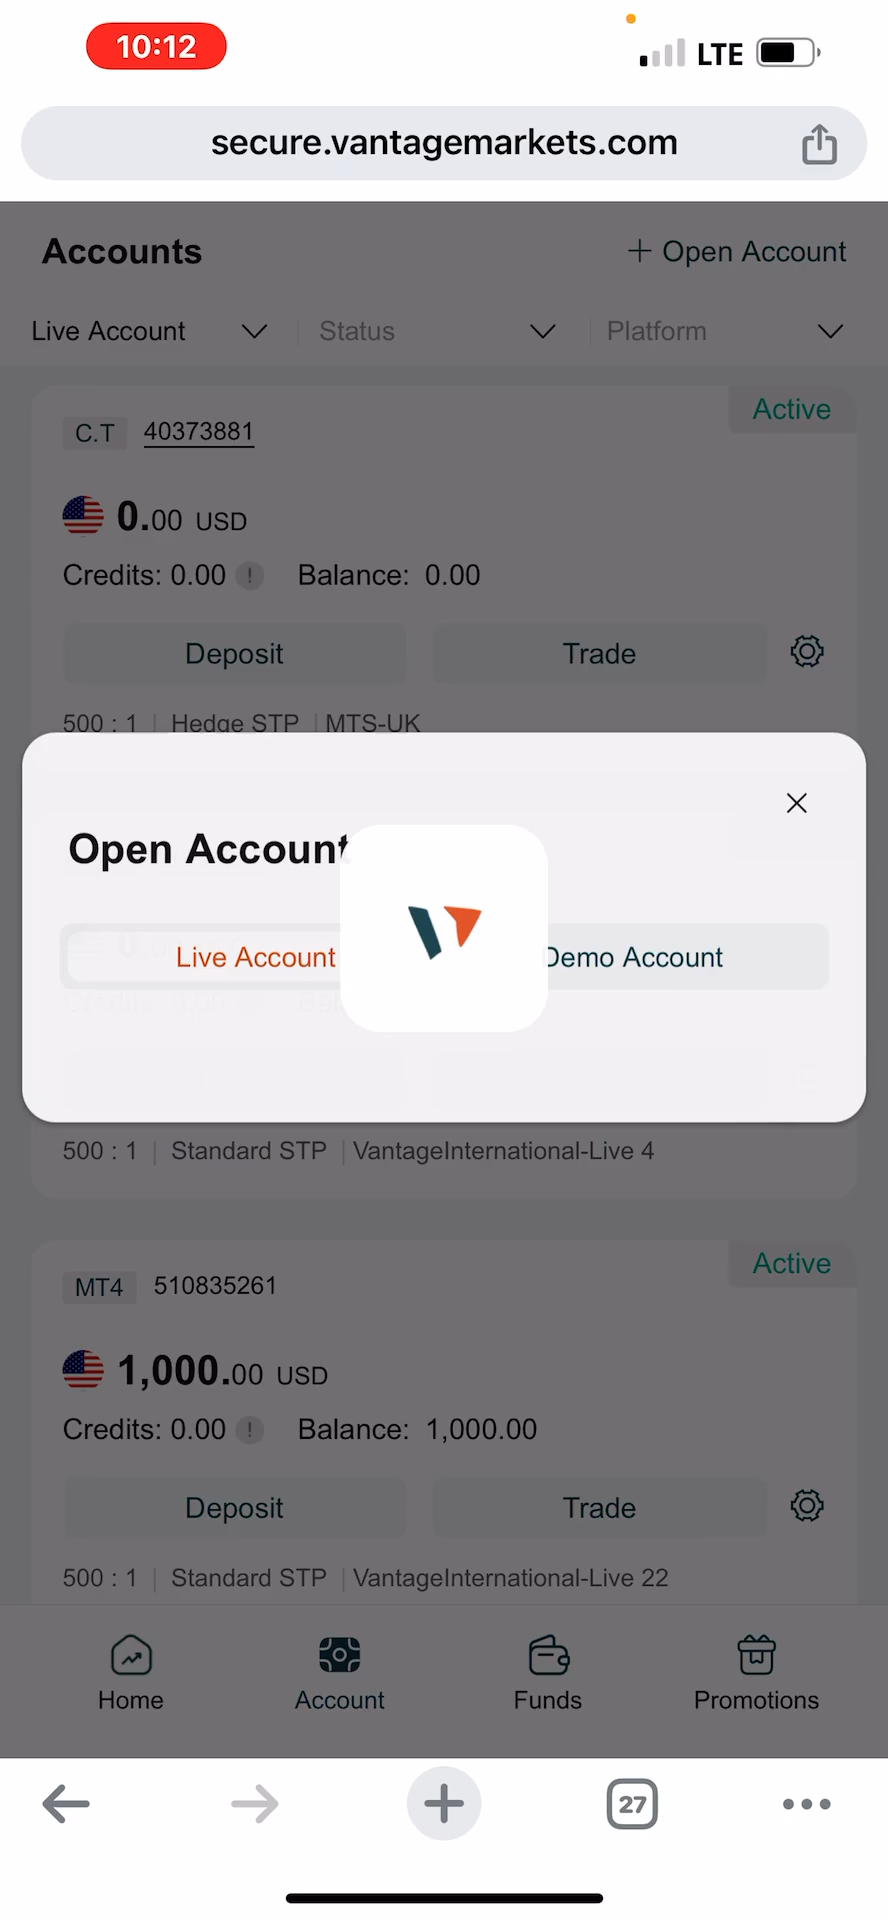 10:12 LTE
secure.vantagemarkets.com
Accounts + Open Account
Live Account Status Platform
Active
C.T 40373881
0.00 USD
Credits: 0.00 ! Balance: 0.00
Deposit Trade
500 : 1 | Hedge STP | MTS-UK
Open Account
Live Account Demo Account
500 : 1 | Standard STP | VantageInternational-Live 4
Active
MT4 510835261
1,000.00 USD
Credits: 0.00 ! Balance: 1,000.00
Deposit Trade
500 : 1 | Standard STP | VantageInternational-Live 22
Home Account Funds Promotions
27